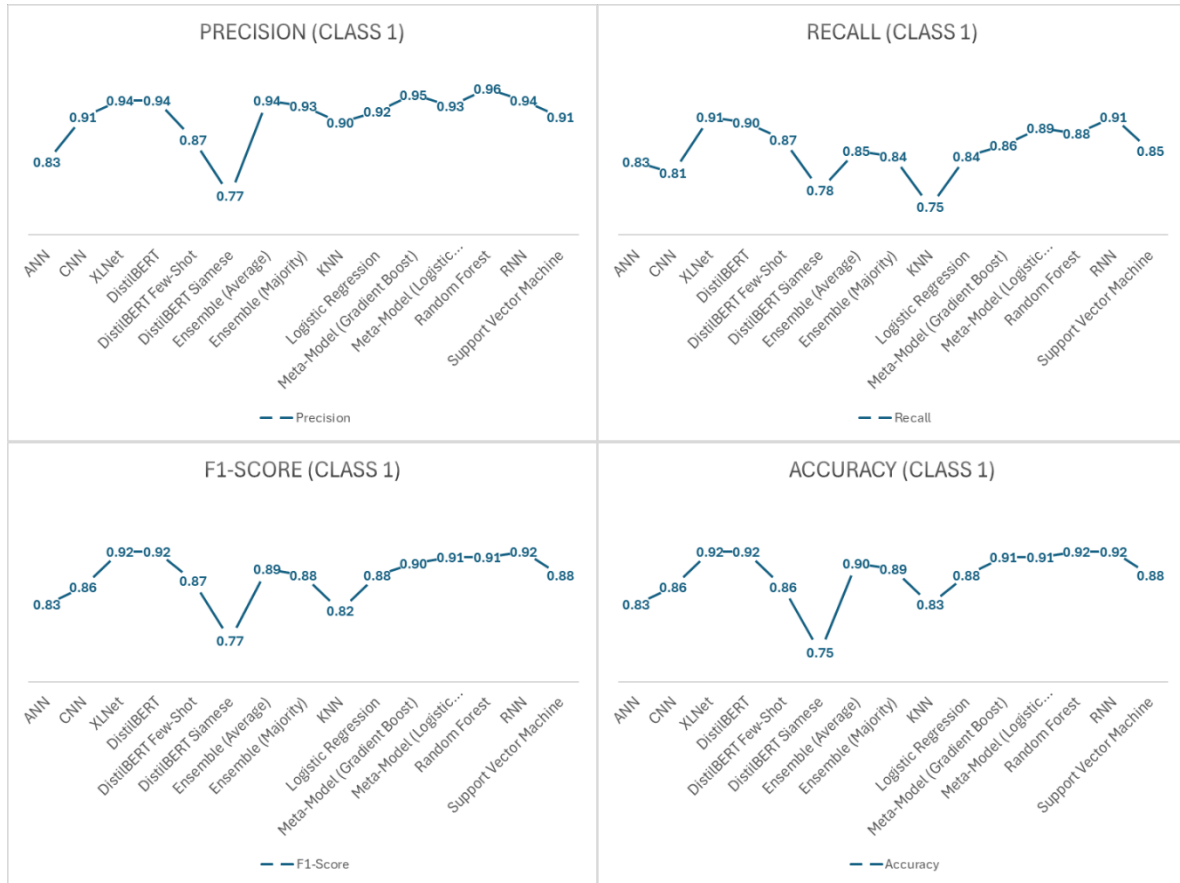 PRECISION (CLASS 1)
0.83
0.91
0.94
0.94
0.87
0.77
0.94
0.93
0.90
0.92
0.95
0.93
0.96
0.94
0.91
ANN
CNN
XLNet
DistilBERT
DistilBERT Few-Shot
DistilBERT Siamese
Ensemble (Average)
Ensemble (Majority)
KNN
Logistic Regression
Meta-Model (Gradient Boost)
Meta-Model (Logistic...
Random Forest
RNN
Support Vector Machine
Precision
RECALL (CLASS 1)
0.83
0.81
0.91
0.90
0.87
0.78
0.85
0.84
0.75
0.84
0.86
0.89
0.88
0.91
0.85
ANN
CNN
XLNet
DistilBERT
DistilBERT Few-Shot
DistilBERT Siamese
Ensemble (Average)
Ensemble (Majority)
KNN
Logistic Regression
Meta-Model (Gradient Boost)
Meta-Model (Logistic...
Random Forest
RNN
Support Vector Machine
Recall
F1-SCORE (CLASS 1)
0.83
0.86
0.92
0.92
0.87
0.77
0.89
0.88
0.82
0.88
0.90
0.91
0.91
0.92
0.88
ANN
CNN
XLNet
DistilBERT
DistilBERT Few-Shot
DistilBERT Siamese
Ensemble (Average)
Ensemble (Majority)
KNN
Logistic Regression
Meta-Model (Gradient Boost)
Meta-Model (Logistic...
Random Forest
RNN
Support Vector Machine
F1-Score
ACCURACY (CLASS 1)
0.83
0.86
0.92
0.92
0.86
0.75
0.90
0.89
0.83
0.88
0.91
0.91
0.92
0.92
0.88
ANN
CNN
XLNet
DistilBERT
DistilBERT Few-Shot
DistilBERT Siamese
Ensemble (Average)
Ensemble (Majority)
KNN
Logistic Regression
Meta-Model (Gradient Boost)
Meta-Model (Logistic...
Random Forest
RNN
Support Vector Machine
Accuracy